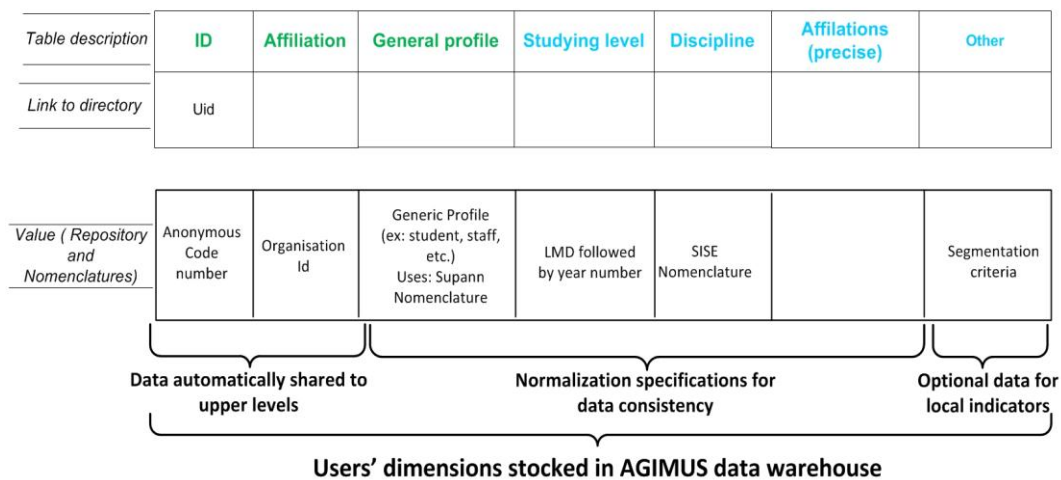 Table description
ID
Affiliation
General profile
Studying level
Discipline
Affilations
(precise)
Other
Link to directory
Uid
Value ( Repository
and
Nomenclatures)
Anonymous
Code
number
Organisation
Id
Generic Profile
(ex: student, staff,
etc.)
Uses: Supann
Nomenclature
LMD followed
by year number
SISE
Nomenclature
Segmentation
criteria
Data automatically shared to
upper levels
Normalization specifications for
data consistency
Optional data for
local indicators
Users' dimensions stocked in AGIMUS data warehouse